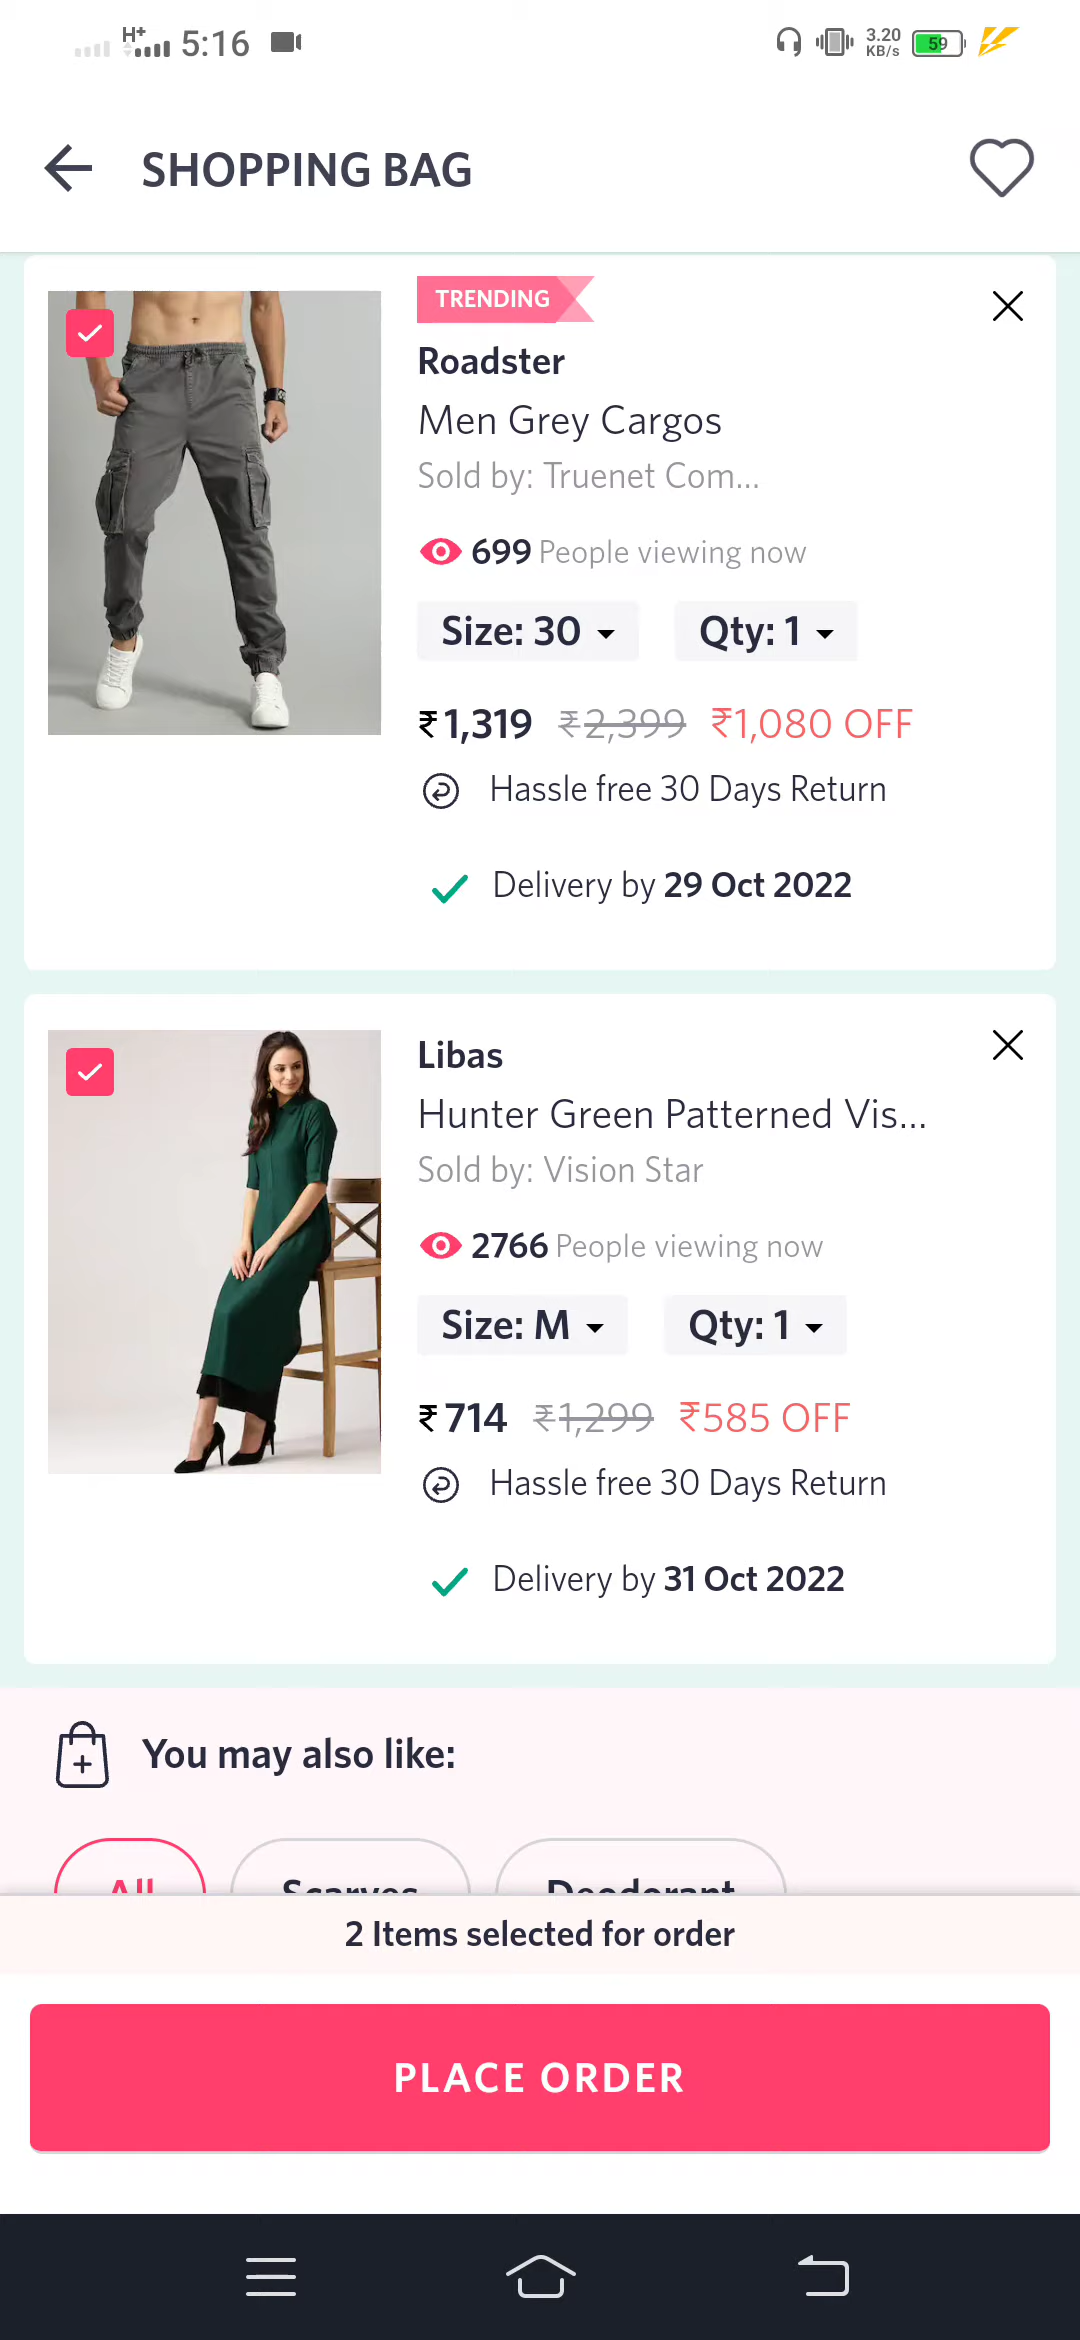 H+ 5:16 3.20 KB/s 59
SHOPPING BAG
TRENDING
Roadster
Men Grey Cargos
Sold by: Truenet Com...
699 People viewing now
Size: 30 Qty: 1
₹1,319 ₹2,399 ₹1,080 OFF
Hassle free 30 Days Return
Delivery by 29 Oct 2022
Libas
Hunter Green Patterned Vis...
Sold by: Vision Star
2766 People viewing now
Size: M Qty: 1
₹714 ₹1,299 ₹585 OFF
Hassle free 30 Days Return
Delivery by 31 Oct 2022
You may also like:
All Scarves Deodorant
2 Items selected for order
PLACE ORDER